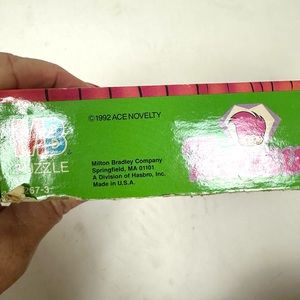 ©1992 ACE NOVELTY
MB
PUZZLE
Milton Bradley Company
Springfield, MA 01101
A Division of Hasbro, Inc.
Made in U.S.A.